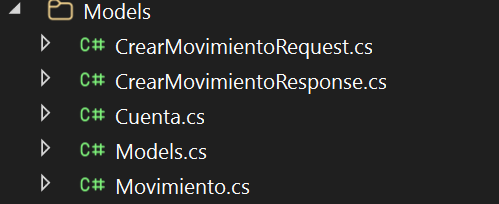 Models
C# CrearMovimientoRequest.cs
C# CrearMovimientoResponse.cs
C# Cuenta.cs
C# Models.cs
C# Movimiento.cs